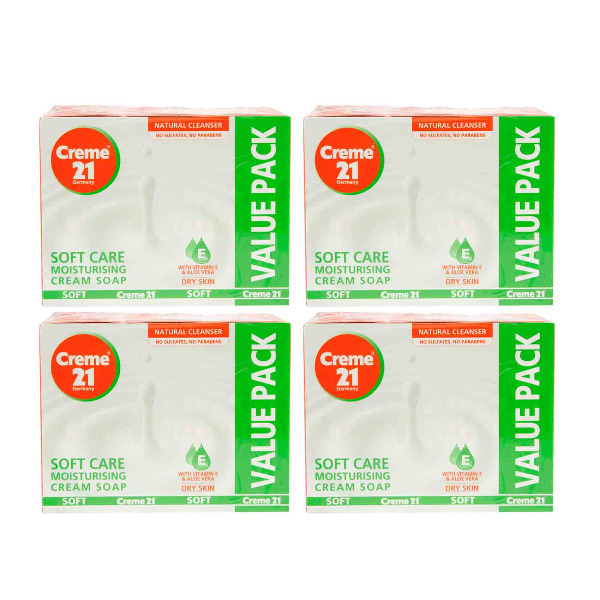 Creme®
21
Germany
NATURAL CLEANSER
NO SULFATES, NO PARABENS
SOFT CARE
MOISTURISING
CREAM SOAP
E
WITH VITAMIN E
& ALOE VERA
DRY SKIN
VALUE PACK
SOFT Creme 21 SOFT Creme 21
Creme®
21
Germany
NATURAL CLEANSER
NO SULFATES, NO PARABENS
SOFT CARE
MOISTURISING
CREAM SOAP
E
WITH VITAMIN E
& ALOE VERA
DRY SKIN
VALUE PACK
SOFT Creme 21 SOFT Creme 21
Creme®
21
Germany
NATURAL CLEANSER
NO SULFATES, NO PARABENS
SOFT CARE
MOISTURISING
CREAM SOAP
E
WITH VITAMIN E
& ALOE VERA
DRY SKIN
VALUE PACK
SOFT Creme 21 SOFT Creme 21
Creme®
21
Germany
NATURAL CLEANSER
NO SULFATES, NO PARABENS
SOFT CARE
MOISTURISING
CREAM SOAP
E
WITH VITAMIN E
& ALOE VERA
DRY SKIN
VALUE PACK
SOFT Creme 21 SOFT Creme 21